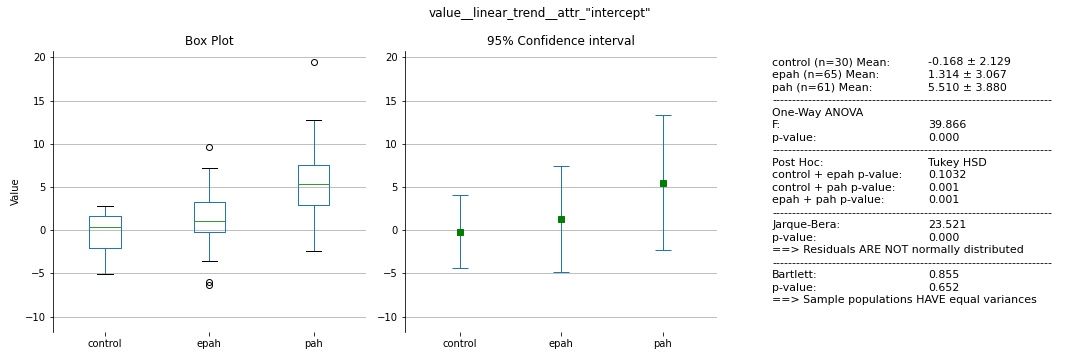 value__linear_trend__attr_"intercept"
Box Plot
20
15
10
5
0
−5
−10
Value
control epah pah
95% Confidence interval
20
15
10
5
0
−5
−10
control epah pah
control (n=30) Mean: -0.168 ± 2.129
epah (n=65) Mean: 1.314 ± 3.067
pah (n=61) Mean: 5.510 ± 3.880
One-Way ANOVA
F: 39.866
p-value: 0.000
Post Hoc: Tukey HSD
control + epah p-value: 0.1032
control + pah p-value: 0.001
epah + pah p-value: 0.001
Jarque-Bera: 23.521
p-value: 0.000
==> Residuals ARE NOT normally distributed
Bartlett: 0.855
p-value: 0.652
==> Sample populations HAVE equal variances